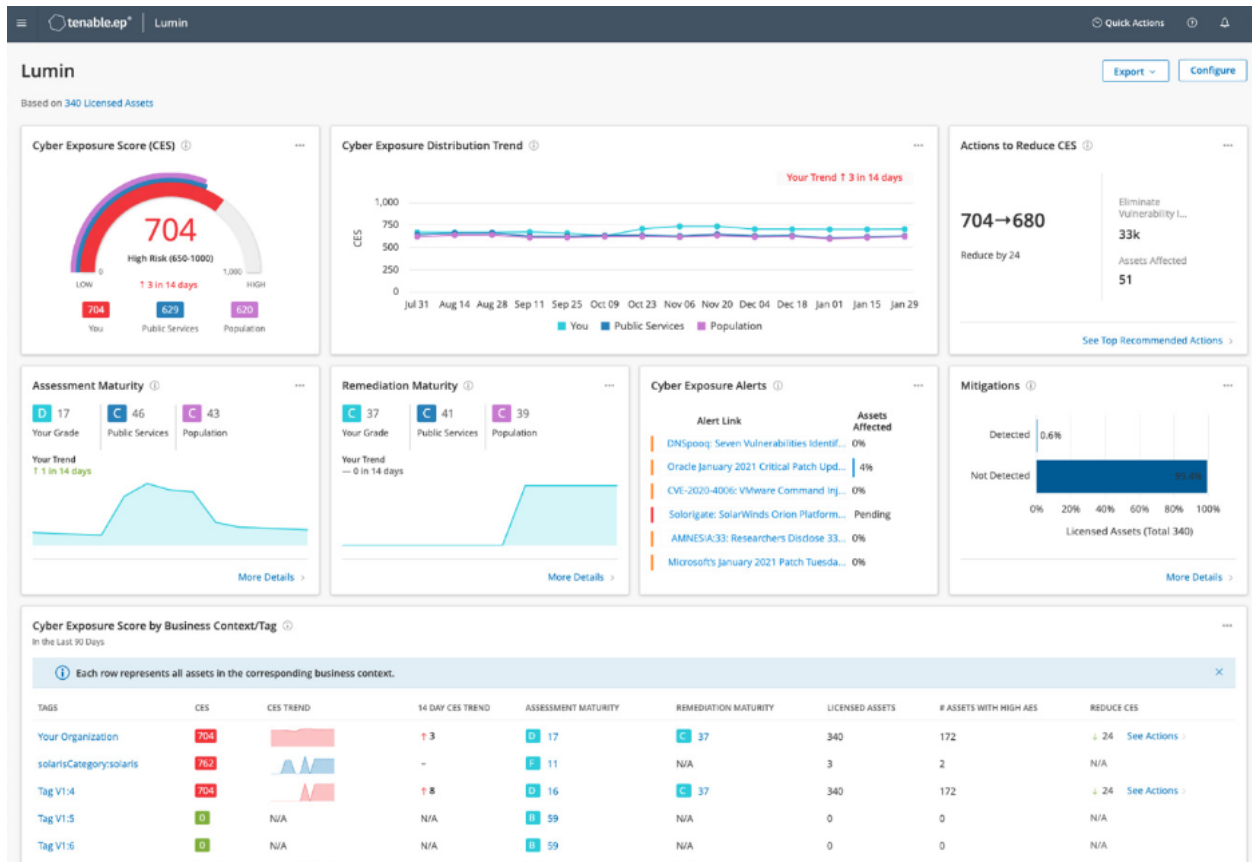 tenable.ep Lumin Quick Actions
Lumin
Export Configure
Based on 340 Licensed Assets
Cyber Exposure Score (CES)
704
High Risk (650-1000)
0 1,000
LOW ↑ 3 in 14 days HIGH
704 629 620
You Public Services Population
Cyber Exposure Distribution Trend
Your Trend ↑ 3 in 14 days
CES
1,000
750
500
250
0
Jul 31 Aug 14 Aug 28 Sep 11 Sep 25 Oct 09 Oct 23 Nov 06 Nov 20 Dec 04 Dec 18 Jan 01 Jan 15 Jan 29
You Public Services Population
Actions to Reduce CES
704→680
Reduce by 24
Eliminate
Vulnerability I...
33k
Assets Affected
51
See Top Recommended Actions
Assessment Maturity
D 17 C 46 C 43
Your Grade Public Services Population
Your Trend
↑ 1 in 14 days
More Details
Remediation Maturity
C 37 C 41 C 39
Your Grade Public Services Population
Your Trend
— 0 in 14 days
More Details
Cyber Exposure Alerts
Alert Link Assets
Affected
DNSpooq: Seven Vulnerabilities Identif... 0%
Oracle January 2021 Critical Patch Upd... 4%
CVE-2020-4006: VMware Command Inj... 0%
Solorigate: SolarWinds Orion Platform... Pending
AMNESIA:33: Researchers Disclose 33... 0%
Microsoft's January 2021 Patch Tuesda... 0%
Mitigations
Detected 0.6%
Not Detected 99.4%
0% 20% 40% 60% 80% 100%
Licensed Assets (Total 340)
More Details
Cyber Exposure Score by Business Context/Tag
In the Last 90 Days
Each row represents all assets in the corresponding business context.
TAGS CES CES TREND 14 DAY CES TREND ASSESSMENT MATURITY REMEDIATION MATURITY LICENSED ASSETS # ASSETS WITH HIGH AES REDUCE CES
Your Organization 704 ↑ 3 D 17 C 37 340 172 ↓ 24 See Actions
solarisCategory:solaris 762 – F 11 N/A 3 2 N/A
Tag V1:4 704 ↑ 8 D 16 C 37 340 172 ↓ 24 See Actions
Tag V1:5 0 N/A N/A B 59 N/A 0 0 N/A
Tag V1:6 0 N/A N/A B 59 N/A 0 0 N/A